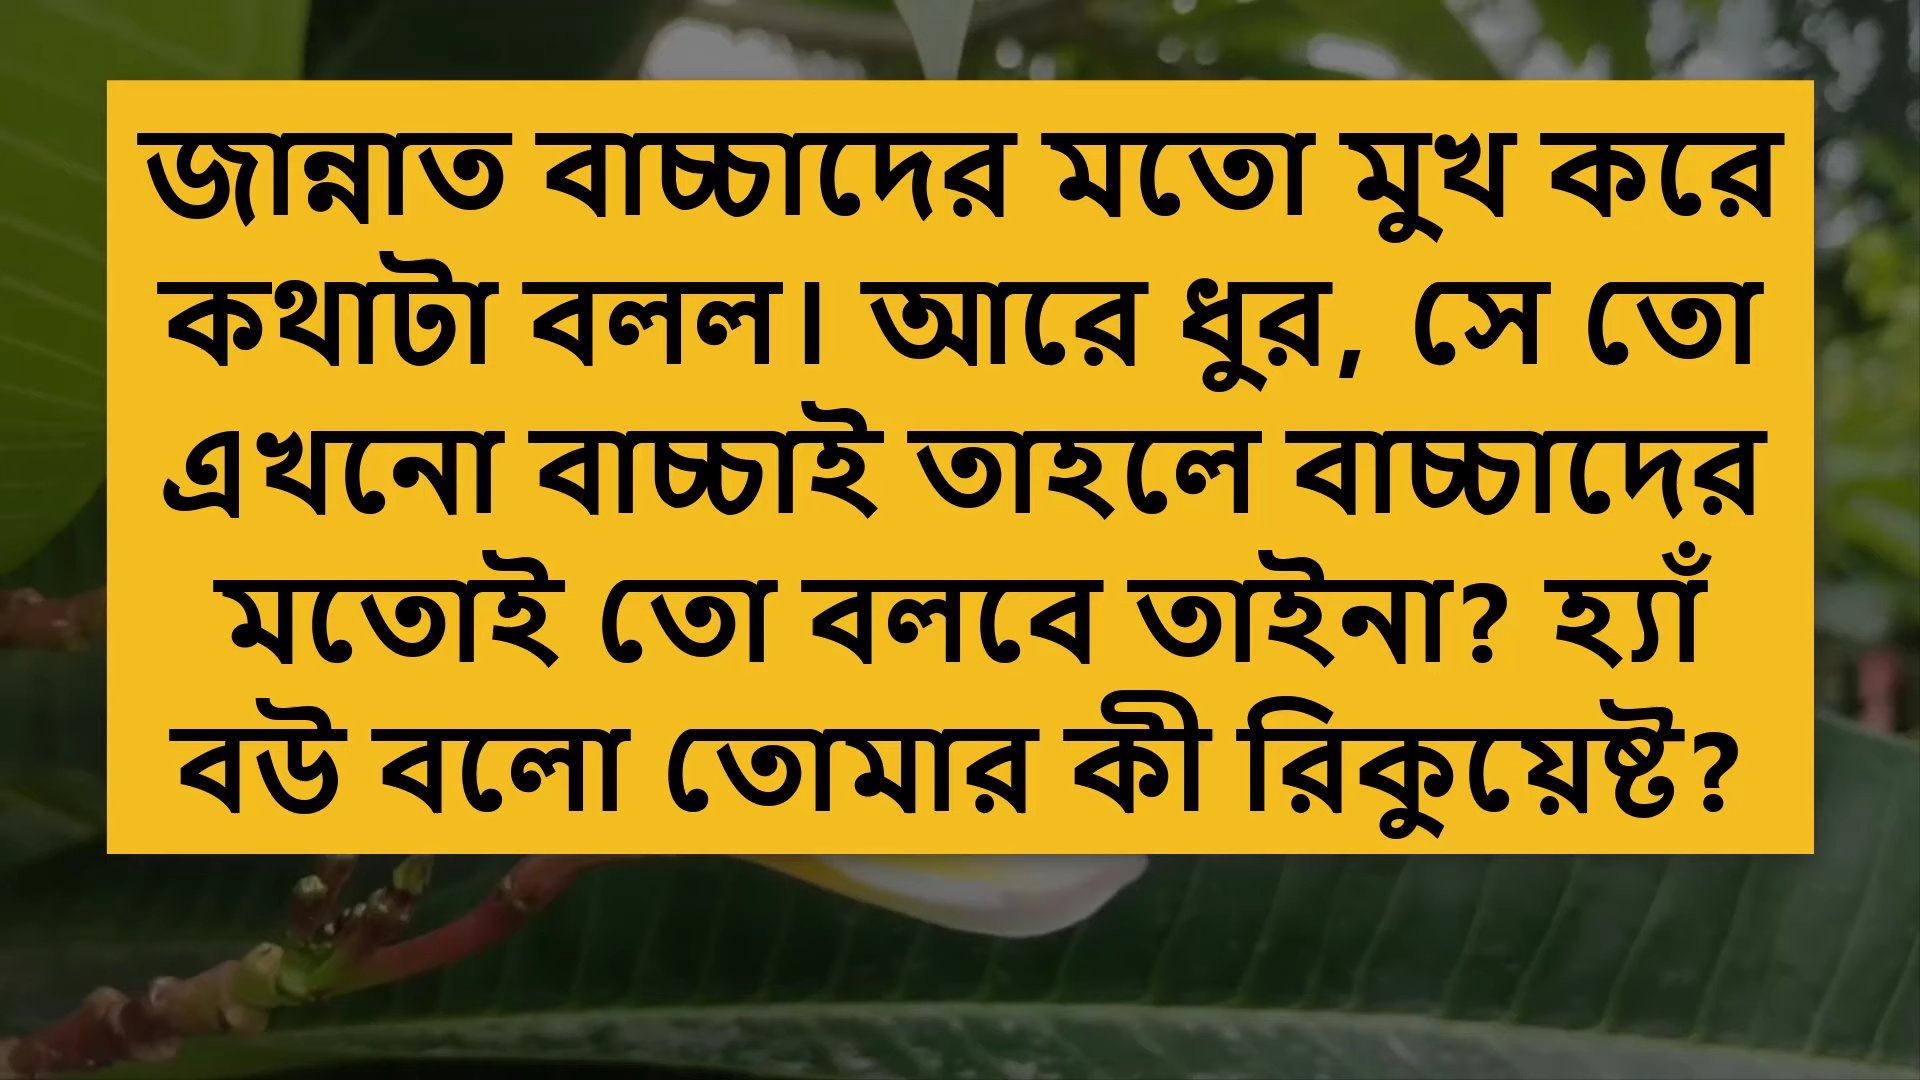 জান্নাত বাচ্চাদের মতো মুখ করে
কথাটা বলল। আরে ধুর, সে তো
এখনো বাচ্চাই তাহলে বাচ্চাদের
মতোই তো বলবে তাইনা? হ্যাঁ
বউ বলো তোমার কী রিকুয়েষ্ট?